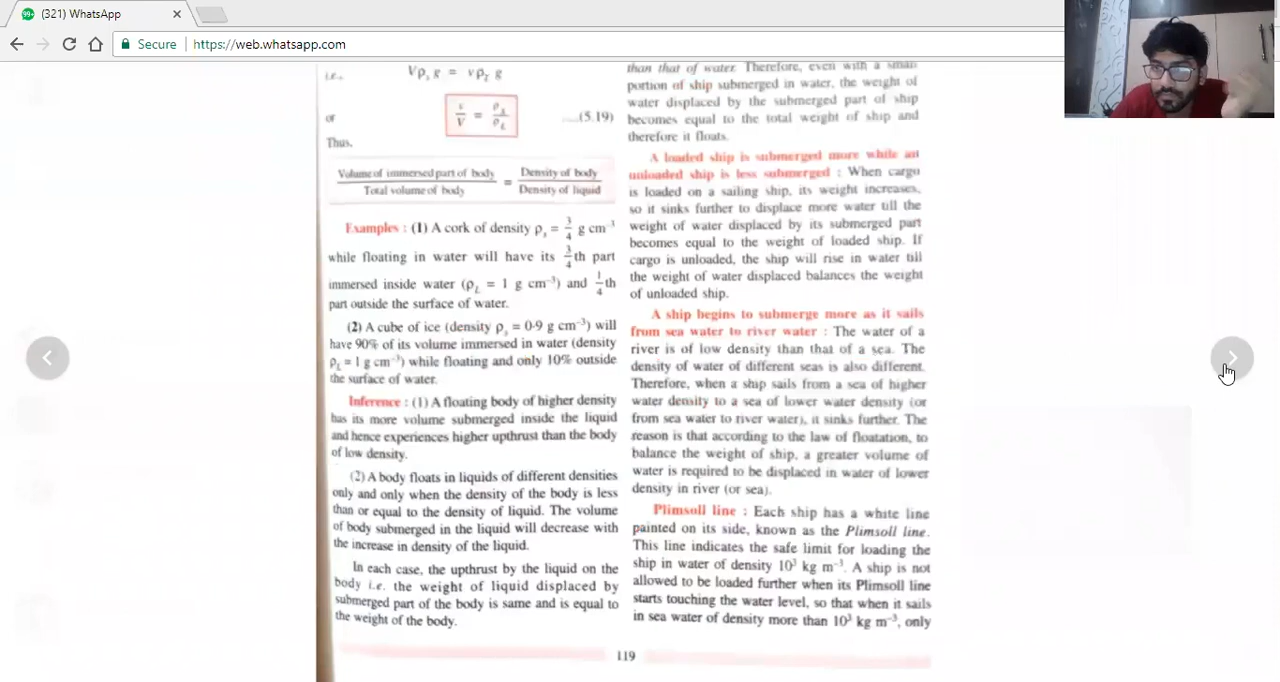 99+ (321) WhatsApp
Secure https://web.whatsapp.com
i.e., Vρs g = vρL g
or v/V = ρs/ρL ....(5.19)
Thus,
Volume of immersed part of body / Total volume of body = Density of body / Density of liquid
Examples : (1) A cork of density ρs = 3/4 g cm⁻³
while floating in water will have its 3/4th part
immersed inside water (ρL = 1 g cm⁻³) and 1/4th
part outside the surface of water.
(2) A cube of ice (density ρs = 0·9 g cm⁻³) will
have 90% of its volume immersed in water (density
ρL = 1 g cm⁻³) while floating and only 10% outside
the surface of water.
Inference : (1) A floating body of higher density
has its more volume submerged inside the liquid
and hence experiences higher upthrust than the body
of low density.
(2) A body floats in liquids of different densities
only and only when the density of the body is less
than or equal to the density of liquid. The volume
of body submerged in the liquid will decrease with
the increase in density of the liquid.
In each case, the upthrust by the liquid on the
body i.e. the weight of liquid displaced by
submerged part of the body is same and is equal to
the weight of the body.
than that of water. Therefore, even with a small
portion of ship submerged in water, the weight of
water displaced by the submerged part of ship
becomes equal to the total weight of ship and
therefore it floats.
A loaded ship is submerged more while an
unloaded ship is less submerged : When cargo
is loaded on a sailing ship, its weight increases,
so it sinks further to displace more water till the
weight of water displaced by its submerged part
becomes equal to the weight of loaded ship. If
cargo is unloaded, the ship will rise in water till
the weight of water displaced balances the weight
of unloaded ship.
A ship begins to submerge more as it sails
from sea water to river water : The water of a
river is of low density than that of a sea. The
density of water of different seas is also different.
Therefore, when a ship sails from a sea of higher
water density to a sea of lower water density (or
from sea water to river water), it sinks further. The
reason is that according to the law of floatation, to
balance the weight of ship, a greater volume of
water is required to be displaced in water of lower
density in river (or sea).
Plimsoll line : Each ship has a white line
painted on its side, known as the Plimsoll line.
This line indicates the safe limit for loading the
ship in water of density 10³ kg m⁻³. A ship is not
allowed to be loaded further when its Plimsoll line
starts touching the water level, so that when it sails
in sea water of density more than 10³ kg m⁻³, only
119